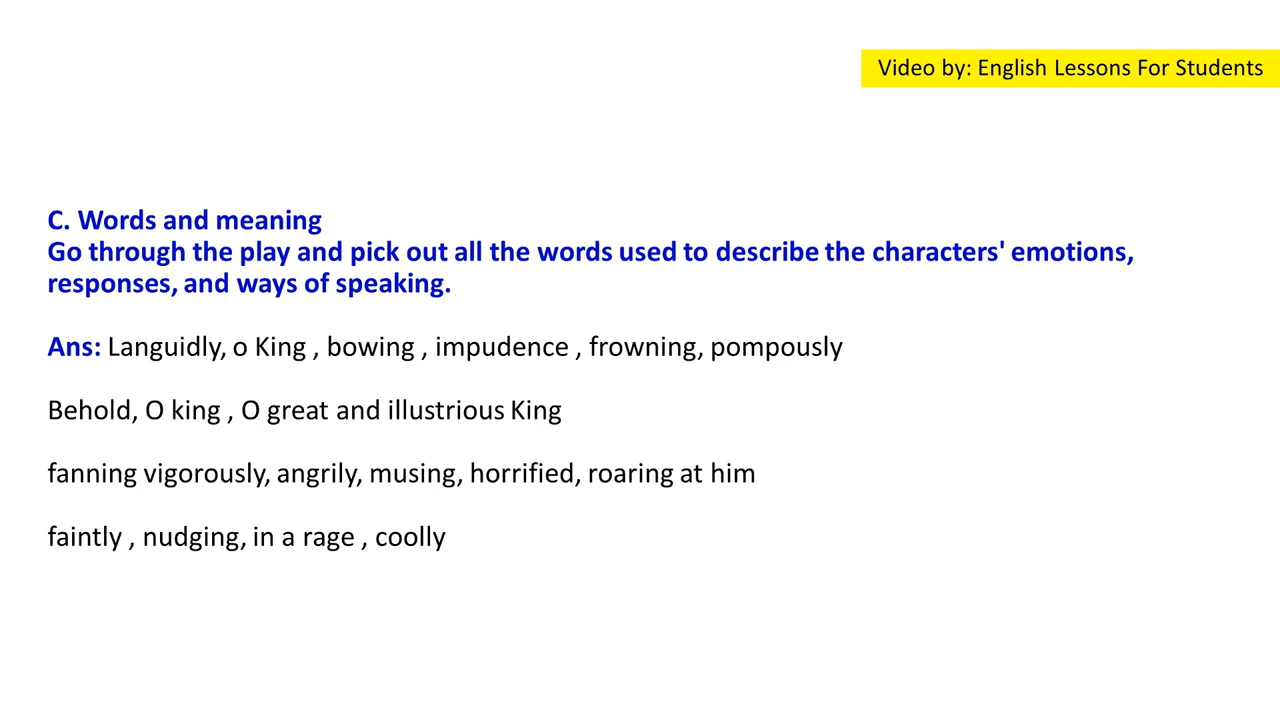 Video by: English Lessons For Students
C. Words and meaning
Go through the play and pick out all the words used to describe the characters' emotions,
responses, and ways of speaking.
Ans: Languidly, o King , bowing , impudence , frowning, pompously
Behold, O king , O great and illustrious King
fanning vigorously, angrily, musing, horrified, roaring at him
faintly , nudging, in a rage , coolly